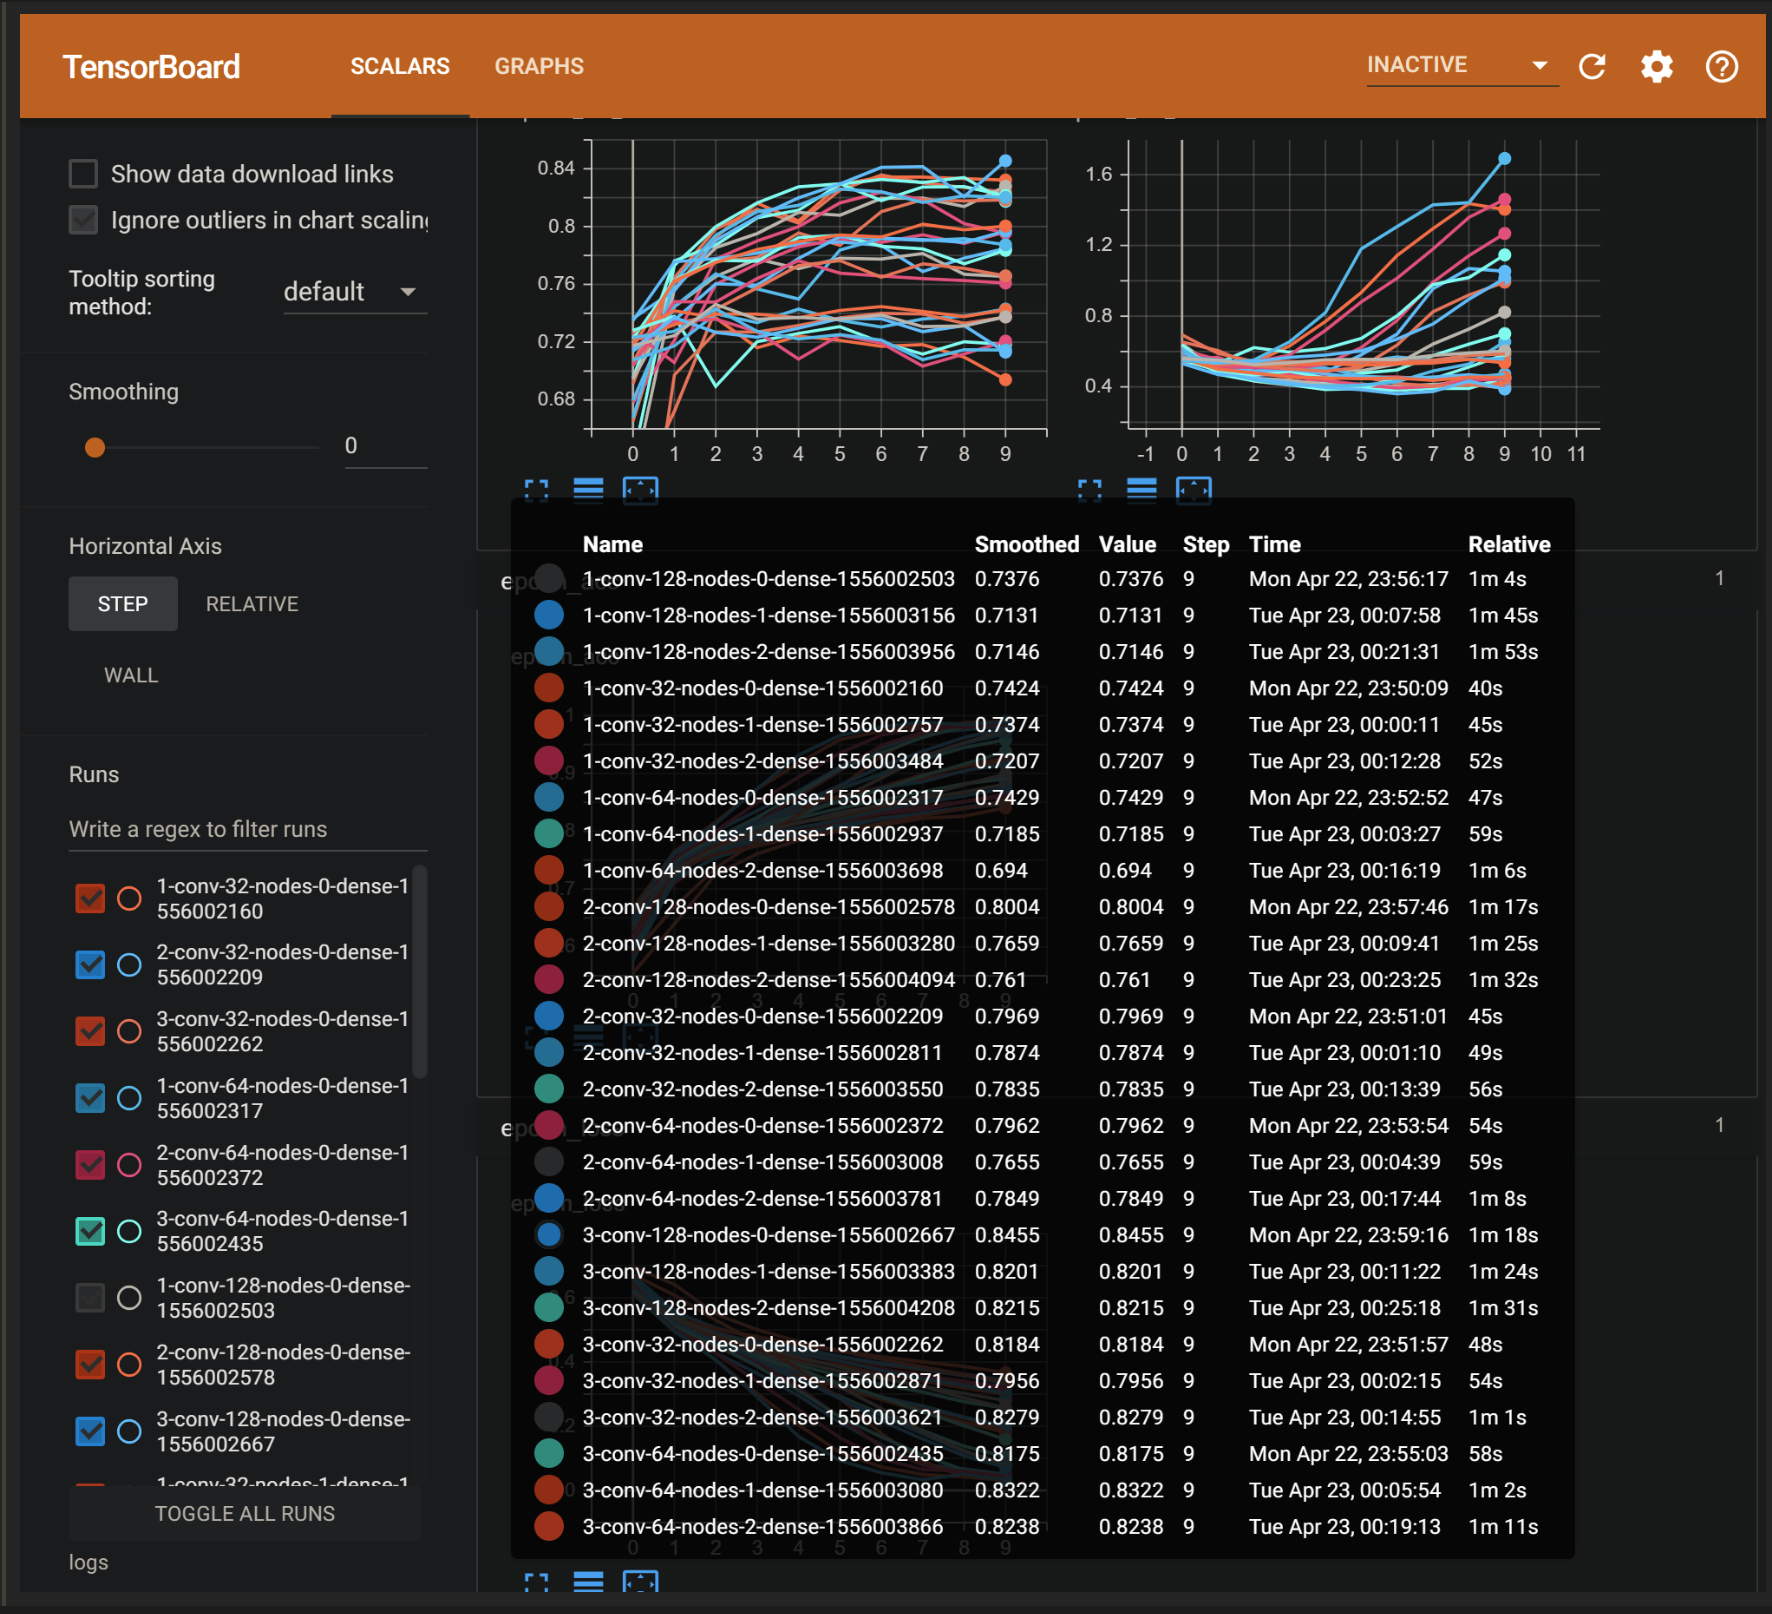 TensorBoard SCALARS GRAPHS INACTIVE
Show data download links
Ignore outliers in chart scaling
Tooltip sorting
method: default
Smoothing
0
Horizontal Axis
STEP RELATIVE
WALL
Runs
Write a regex to filter runs
1-conv-32-nodes-0-dense-1
556002160
2-conv-32-nodes-0-dense-1
556002209
3-conv-32-nodes-0-dense-1
556002262
1-conv-64-nodes-0-dense-1
556002317
2-conv-64-nodes-0-dense-1
556002372
3-conv-64-nodes-0-dense-1
556002435
1-conv-128-nodes-0-dense-
1556002503
2-conv-128-nodes-0-dense-
1556002578
3-conv-128-nodes-0-dense-
1556002667
1-conv-32-nodes-1-dense-1
TOGGLE ALL RUNS
logs
0.84
0.8
0.76
0.72
0.68
0 1 2 3 4 5 6 7 8 9
1.6
1.2
0.8
0.4
-1 0 1 2 3 4 5 6 7 8 9 10 11
Name Smoothed Value Step Time Relative
1-conv-128-nodes-0-dense-1556002503 0.7376 0.7376 9 Mon Apr 22, 23:56:17 1m 4s
1-conv-128-nodes-1-dense-1556003156 0.7131 0.7131 9 Tue Apr 23, 00:07:58 1m 45s
1-conv-128-nodes-2-dense-1556003956 0.7146 0.7146 9 Tue Apr 23, 00:21:31 1m 53s
1-conv-32-nodes-0-dense-1556002160 0.7424 0.7424 9 Mon Apr 22, 23:50:09 40s
1-conv-32-nodes-1-dense-1556002757 0.7374 0.7374 9 Tue Apr 23, 00:00:11 45s
1-conv-32-nodes-2-dense-1556003484 0.7207 0.7207 9 Tue Apr 23, 00:12:28 52s
1-conv-64-nodes-0-dense-1556002317 0.7429 0.7429 9 Mon Apr 22, 23:52:52 47s
1-conv-64-nodes-1-dense-1556002937 0.7185 0.7185 9 Tue Apr 23, 00:03:27 59s
1-conv-64-nodes-2-dense-1556003698 0.694 0.694 9 Tue Apr 23, 00:16:19 1m 6s
2-conv-128-nodes-0-dense-1556002578 0.8004 0.8004 9 Mon Apr 22, 23:57:46 1m 17s
2-conv-128-nodes-1-dense-1556003280 0.7659 0.7659 9 Tue Apr 23, 00:09:41 1m 25s
2-conv-128-nodes-2-dense-1556004094 0.761 0.761 9 Tue Apr 23, 00:23:25 1m 32s
2-conv-32-nodes-0-dense-1556002209 0.7969 0.7969 9 Mon Apr 22, 23:51:01 45s
2-conv-32-nodes-1-dense-1556002811 0.7874 0.7874 9 Tue Apr 23, 00:01:10 49s
2-conv-32-nodes-2-dense-1556003550 0.7835 0.7835 9 Tue Apr 23, 00:13:39 56s
2-conv-64-nodes-0-dense-1556002372 0.7962 0.7962 9 Mon Apr 22, 23:53:54 54s
2-conv-64-nodes-1-dense-1556003008 0.7655 0.7655 9 Tue Apr 23, 00:04:39 59s
2-conv-64-nodes-2-dense-1556003781 0.7849 0.7849 9 Tue Apr 23, 00:17:44 1m 8s
3-conv-128-nodes-0-dense-1556002667 0.8455 0.8455 9 Mon Apr 22, 23:59:16 1m 18s
3-conv-128-nodes-1-dense-1556003383 0.8201 0.8201 9 Tue Apr 23, 00:11:22 1m 24s
3-conv-128-nodes-2-dense-1556004208 0.8215 0.8215 9 Tue Apr 23, 00:25:18 1m 31s
3-conv-32-nodes-0-dense-1556002262 0.8184 0.8184 9 Mon Apr 22, 23:51:57 48s
3-conv-32-nodes-1-dense-1556002871 0.7956 0.7956 9 Tue Apr 23, 00:02:15 54s
3-conv-32-nodes-2-dense-1556003621 0.8279 0.8279 9 Tue Apr 23, 00:14:55 1m 1s
3-conv-64-nodes-0-dense-1556002435 0.8175 0.8175 9 Mon Apr 22, 23:55:03 58s
3-conv-64-nodes-1-dense-1556003080 0.8322 0.8322 9 Tue Apr 23, 00:05:54 1m 2s
3-conv-64-nodes-2-dense-1556003866 0.8238 0.8238 9 Tue Apr 23, 00:19:13 1m 11s
0 1 2 3 4 5 6 7 8 9
1
1